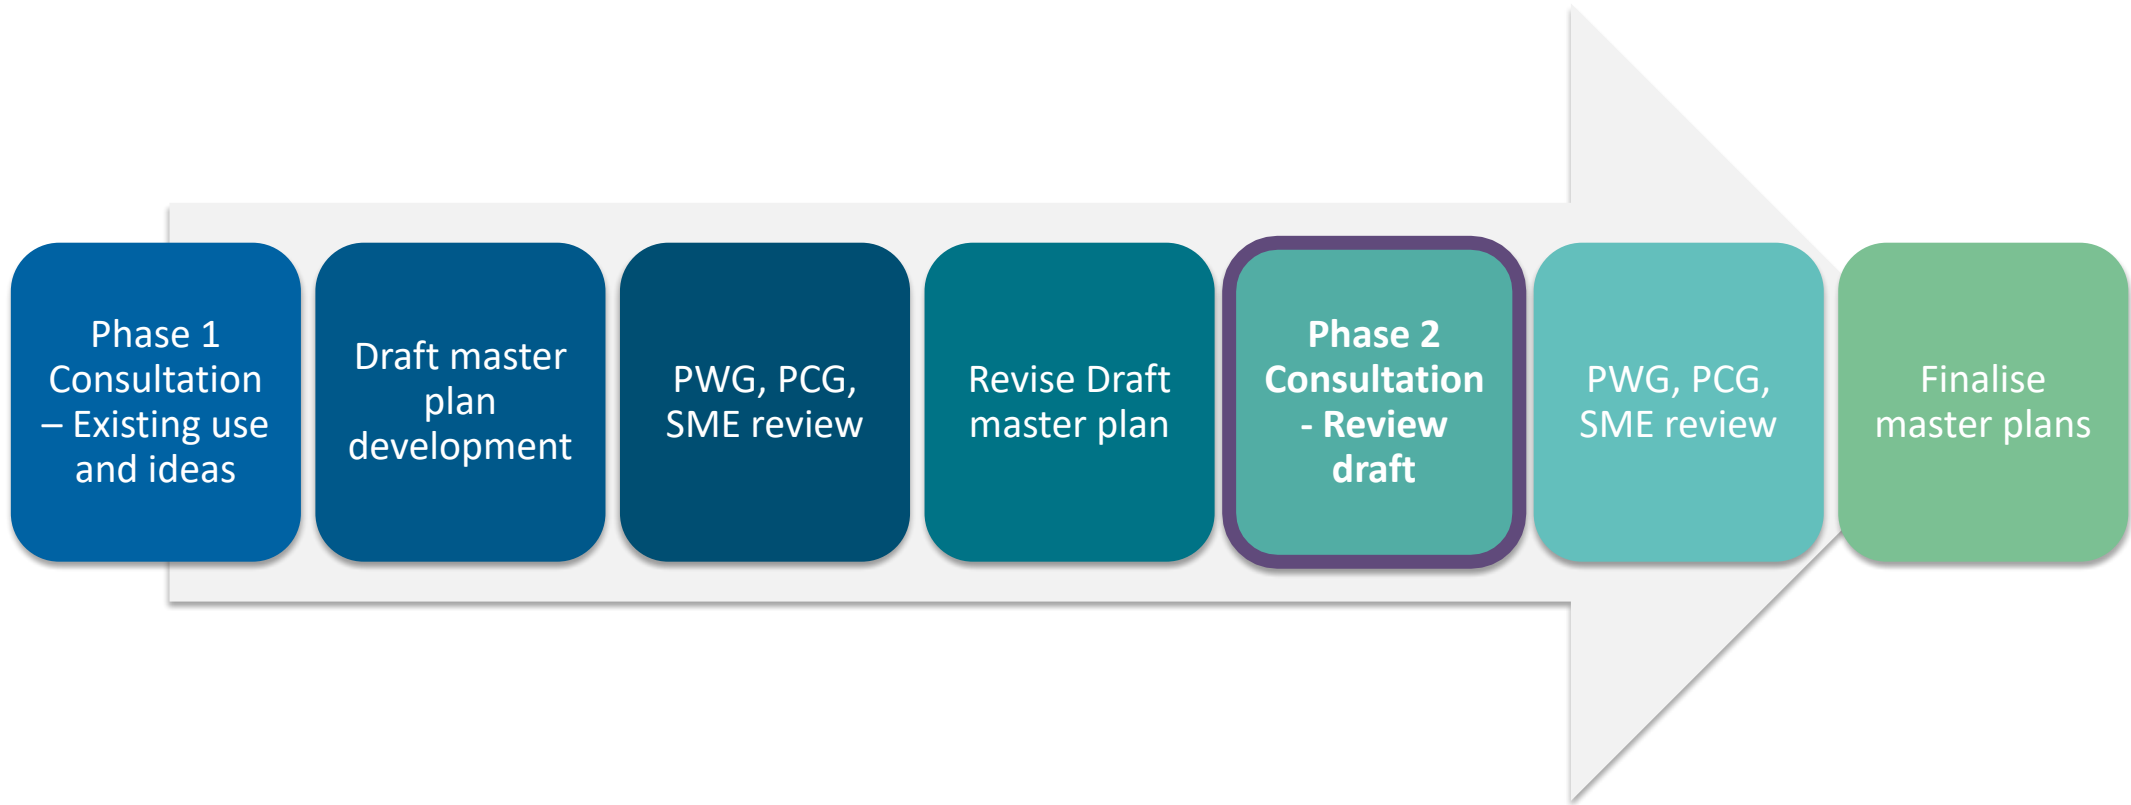 Phase 1
Consultation
– Existing use
and ideas
Draft master
plan
development
PWG, PCG,
SME review
Revise Draft
master plan
Phase 2
Consultation
- Review
draft
PWG, PCG,
SME review
Finalise
master plans